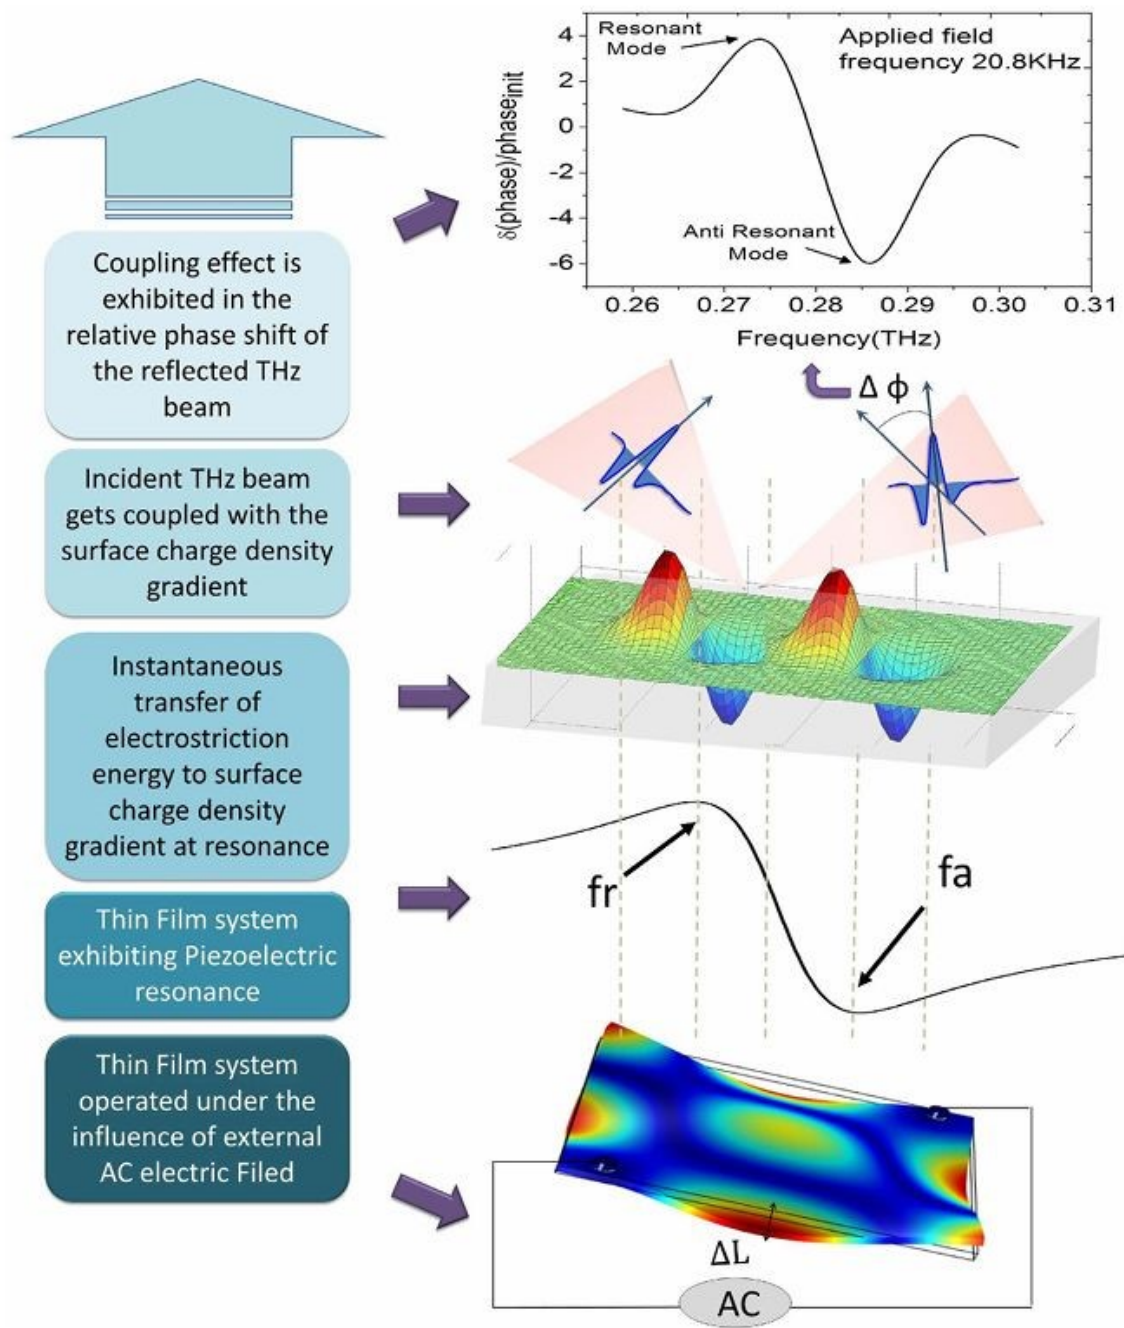 Coupling effect is
exhibited in the
relative phase shift of
the reflected THz
beam
Incident THz beam
gets coupled with the
surface charge density
gradient
Instantaneous
transfer of
electrostriction
energy to surface
charge density
gradient at resonance
Thin Film system
exhibiting Piezoelectric
resonance
Thin Film system
operated under the
influence of external
AC electric Filed
δ(phase)/phase_init
4
2
0
-2
-4
-6
Resonant
Mode
Applied field
frequency 20.8KHz
Anti Resonant
Mode
0.26 0.27 0.28 0.29 0.30 0.31
Frequency(THz)
Δ ϕ
fr
fa
ΔL
AC